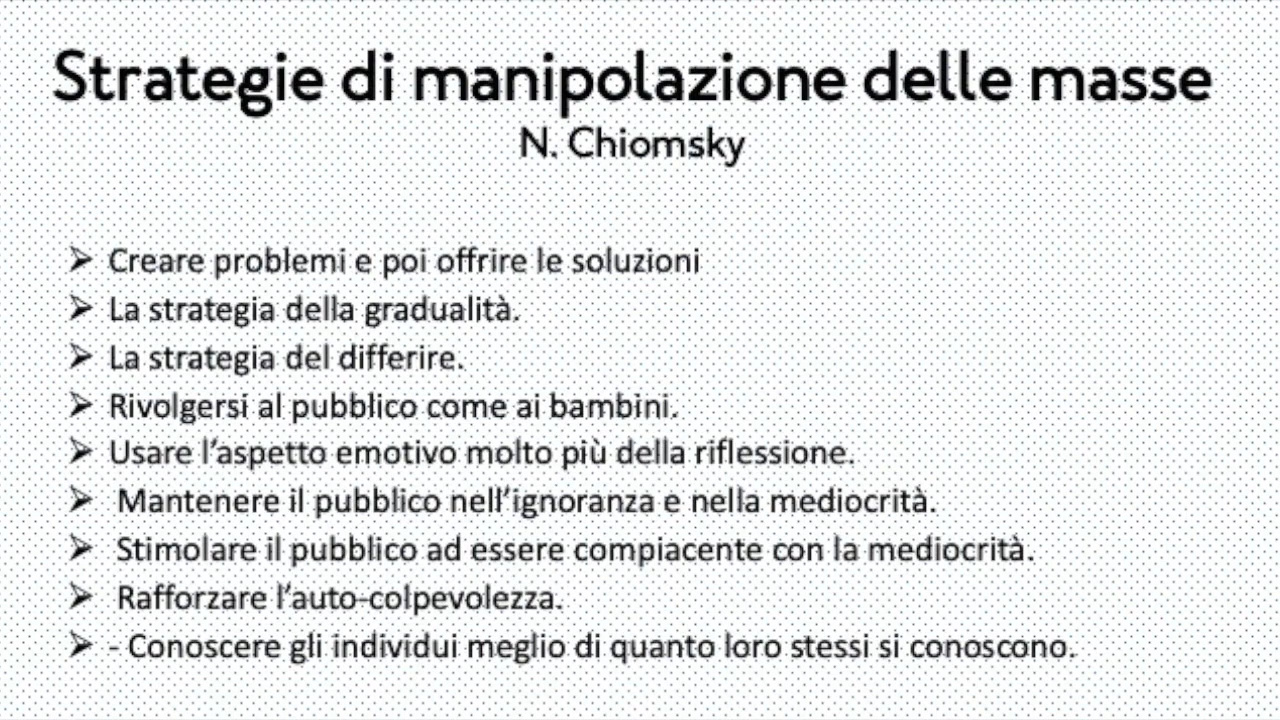 Strategie di manipolazione delle masse
N. Chiomsky
➢ Creare problemi e poi offrire le soluzioni
➢ La strategia della gradualità.
➢ La strategia del differire.
➢ Rivolgersi al pubblico come ai bambini.
➢ Usare l’aspetto emotivo molto più della riflessione.
➢ Mantenere il pubblico nell’ignoranza e nella mediocrità.
➢ Stimolare il pubblico ad essere compiacente con la mediocrità.
➢ Rafforzare l’auto-colpevolezza.
➢ - Conoscere gli individui meglio di quanto loro stessi si conoscono.